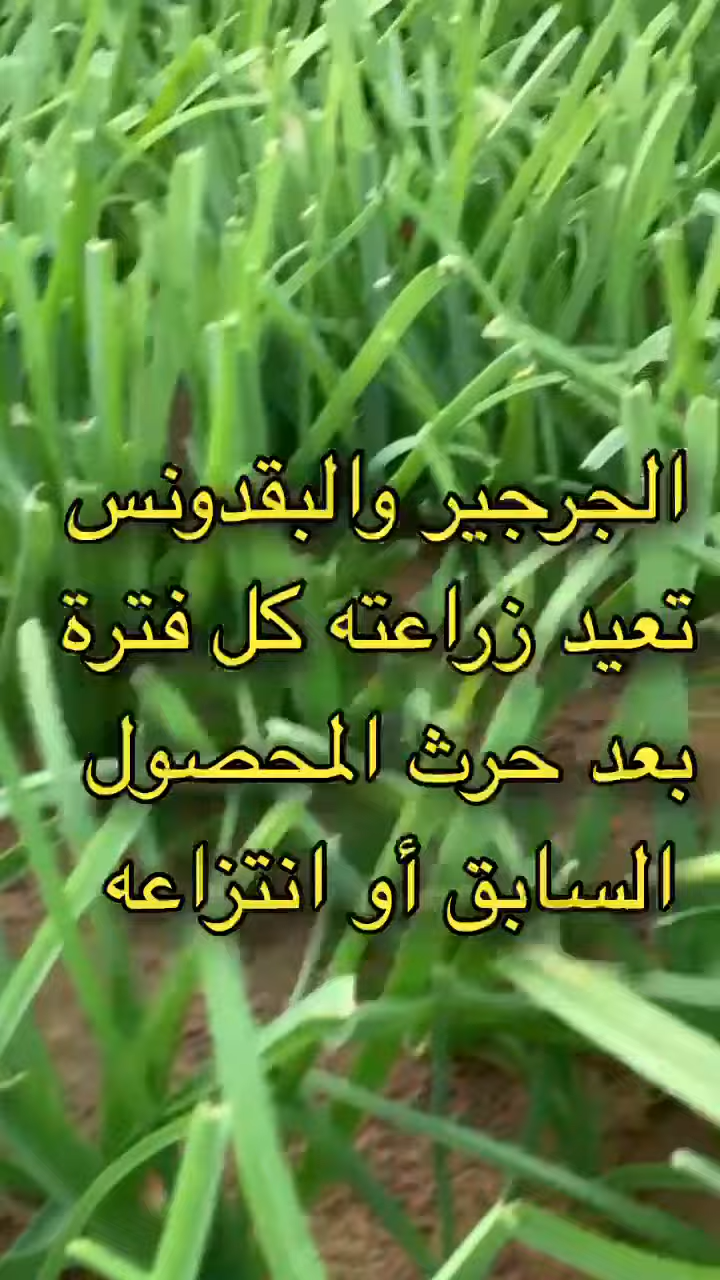 الجرجير والبقدونس
تعيد زراعته كل فترة
بعد حرث المحصول
السابق أو انتزاعه